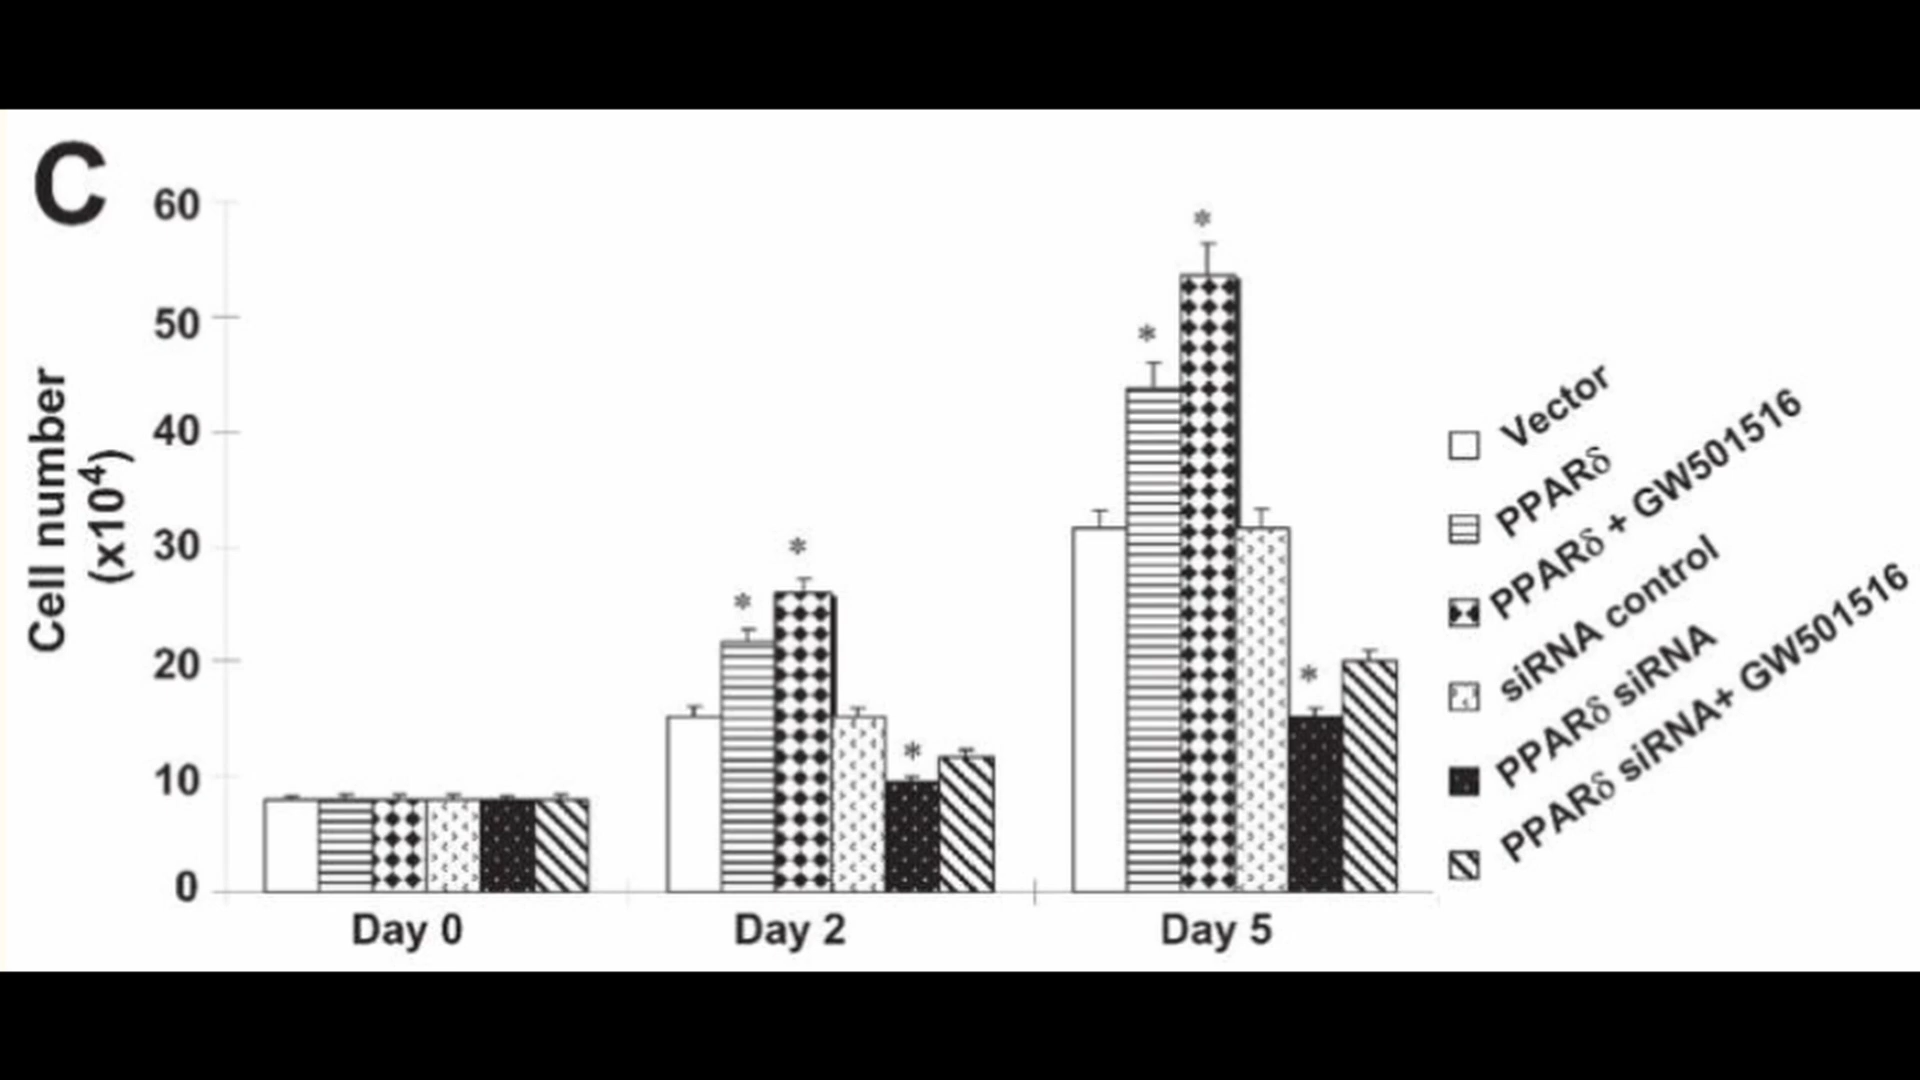 C
Cell number
(x10⁴)
60
50
40
30
20
10
0
*
*
*
*
*
*
Day 0
Day 2
Day 5
Vector
PPARδ
PPARδ + GW501516
siRNA control
PPARδ siRNA
PPARδ siRNA+ GW501516